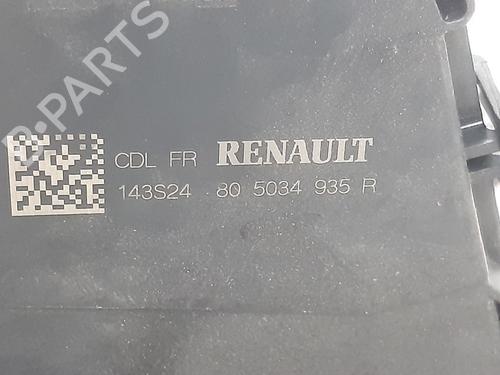 B-PARTS
CDL FR RENAULT
143S24 80 5034 935 R